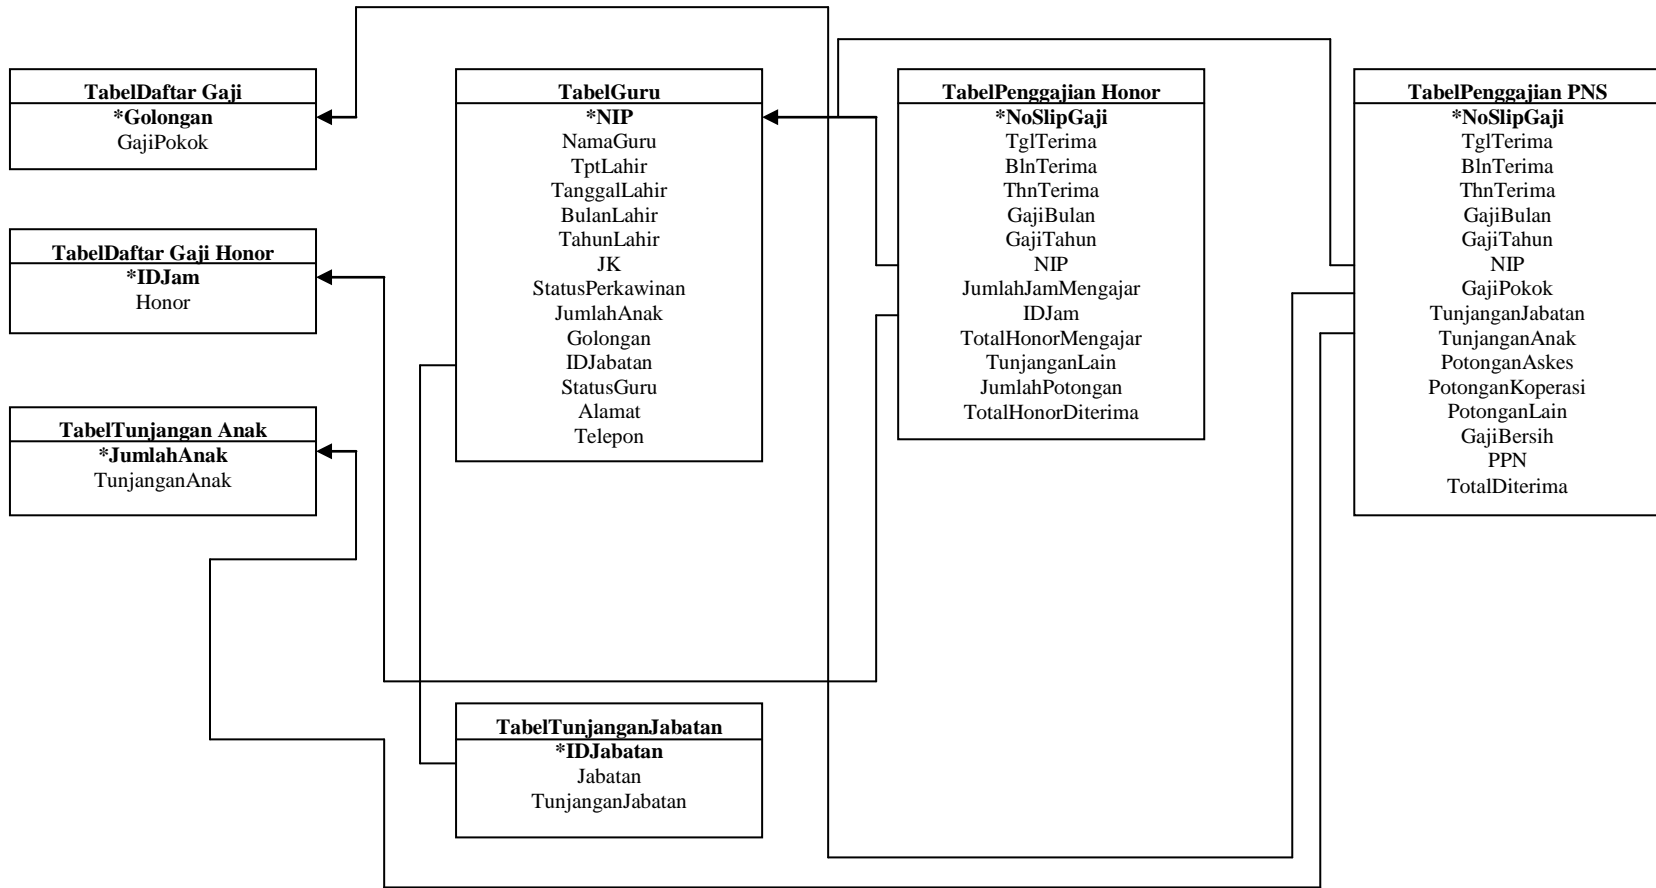 TabelDaftar Gaji
*Golongan
GajiPokok
TabelDaftar Gaji Honor
*IDJam
Honor
TabelTunjangan Anak
*JumlahAnak
TunjanganAnak
TabelGuru
*NIP
NamaGuru
TptLahir
TanggalLahir
BulanLahir
TahunLahir
JK
StatusPerkawinan
JumlahAnak
Golongan
IDJabatan
StatusGuru
Alamat
Telepon
TabelTunjanganJabatan
*IDJabatan
Jabatan
TunjanganJabatan
TabelPenggajian Honor
*NoSlipGaji
TglTerima
BlnTerima
ThnTerima
GajiBulan
GajiTahun
NIP
JumlahJamMengajar
IDJam
TotalHonorMengajar
TunjanganLain
JumlahPotongan
TotalHonorDiterima
TabelPenggajian PNS
*NoSlipGaji
TglTerima
BlnTerima
ThnTerima
GajiBulan
GajiTahun
NIP
GajiPokok
TunjanganJabatan
TunjanganAnak
PotonganAskes
PotonganKoperasi
PotonganLain
GajiBersih
PPN
TotalDiterima